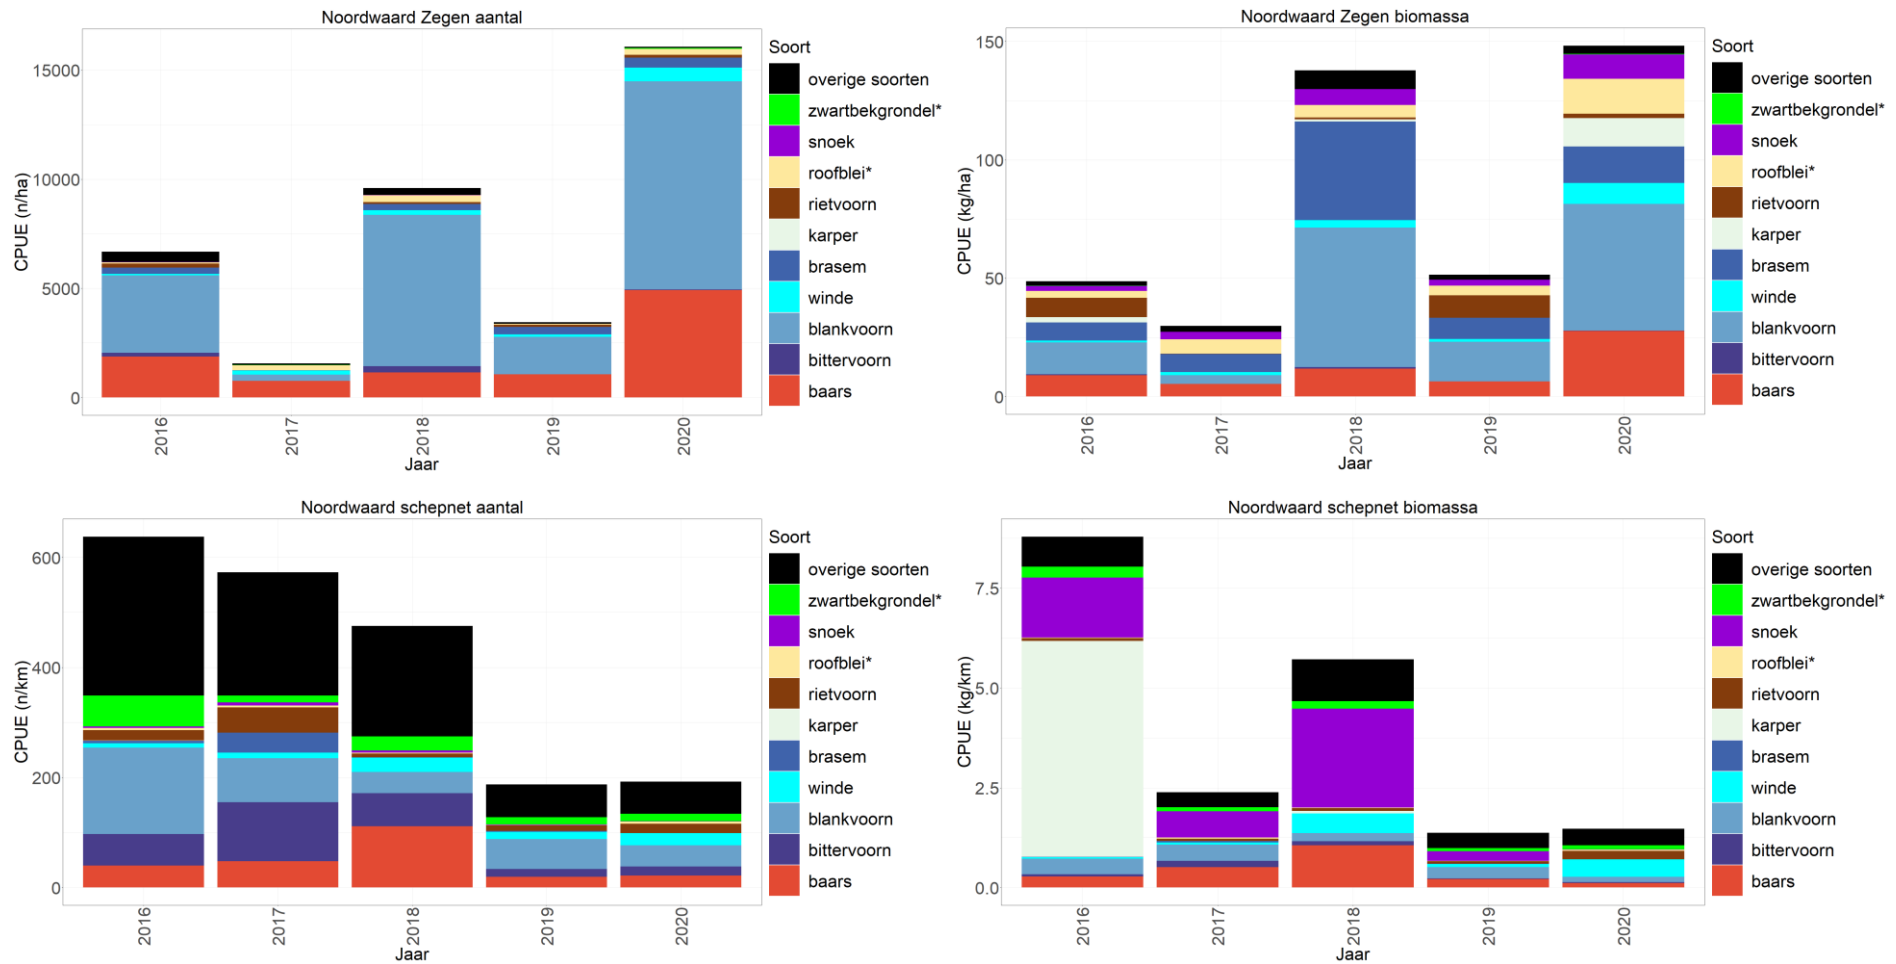 Noordwaard Zegen aantal
CPUE (n/ha)
15000
10000
5000
0
2016
2017
2018
2019
2020
Jaar
Soort
overige soorten
zwartbekgrondel*
snoek
roofblei*
rietvoorn
karper
brasem
winde
blankvoorn
bittervoorn
baars
Noordwaard Zegen biomassa
CPUE (kg/ha)
150
100
50
0
2016
2017
2018
2019
2020
Jaar
Soort
overige soorten
zwartbekgrondel*
snoek
roofblei*
rietvoorn
karper
brasem
winde
blankvoorn
bittervoorn
baars
Noordwaard schepnet aantal
CPUE (n/km)
600
400
200
0
2016
2017
2018
2019
2020
Jaar
Soort
overige soorten
zwartbekgrondel*
snoek
roofblei*
rietvoorn
karper
brasem
winde
blankvoorn
bittervoorn
baars
Noordwaard schepnet biomassa
CPUE (kg/km)
7.5
5.0
2.5
0.0
2016
2017
2018
2019
2020
Jaar
Soort
overige soorten
zwartbekgrondel*
snoek
roofblei*
rietvoorn
karper
brasem
winde
blankvoorn
bittervoorn
baars